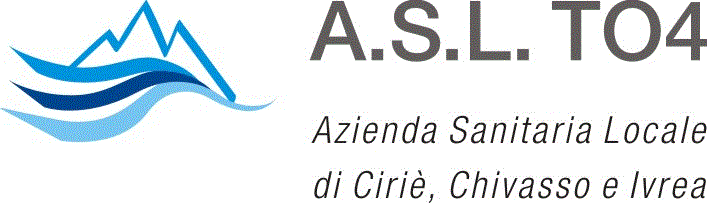 A.S.L. TO4
Azienda Sanitaria Locale
di Ciriè, Chivasso e Ivrea